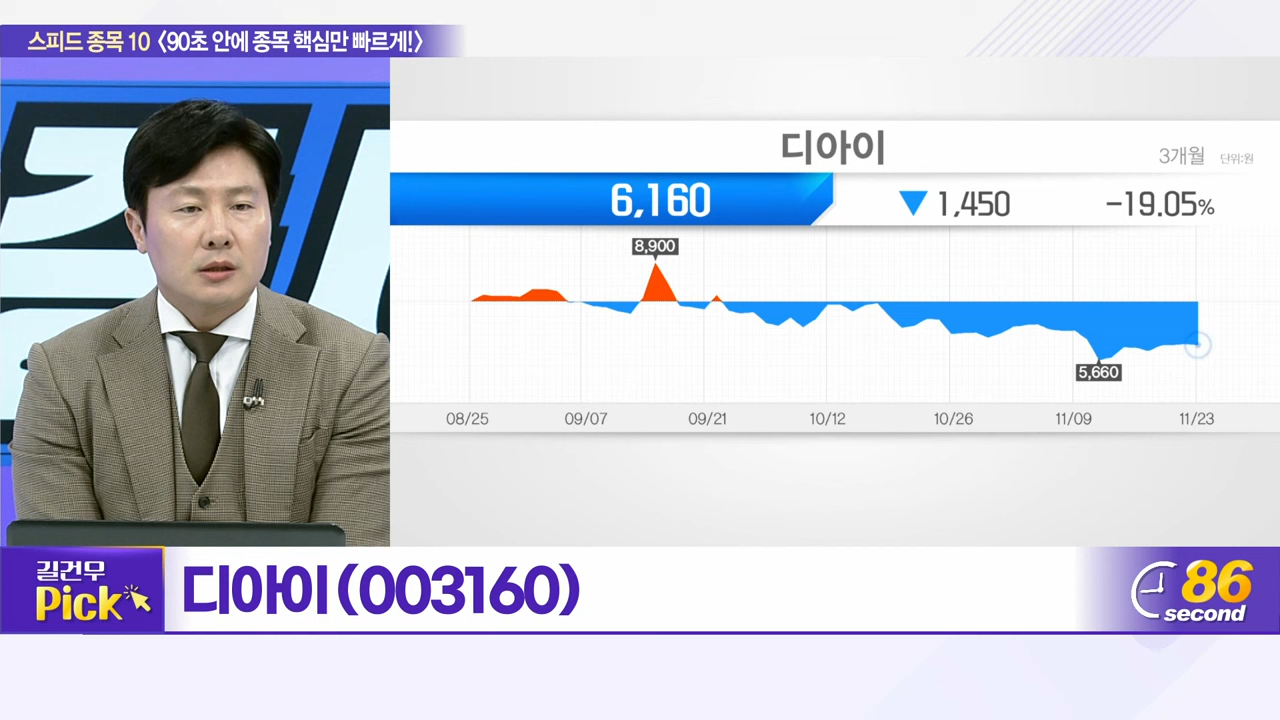 스피드 종목 10 <90초 안에 종목 핵심만 빠르게!>
디아이
3개월 단위:원
6,160 ▼ 1,450 -19.05%
8,900
5,660
08/25 09/07 09/21 10/12 10/26 11/09 11/23
길건무
Pick
디아이(003160)
86
second